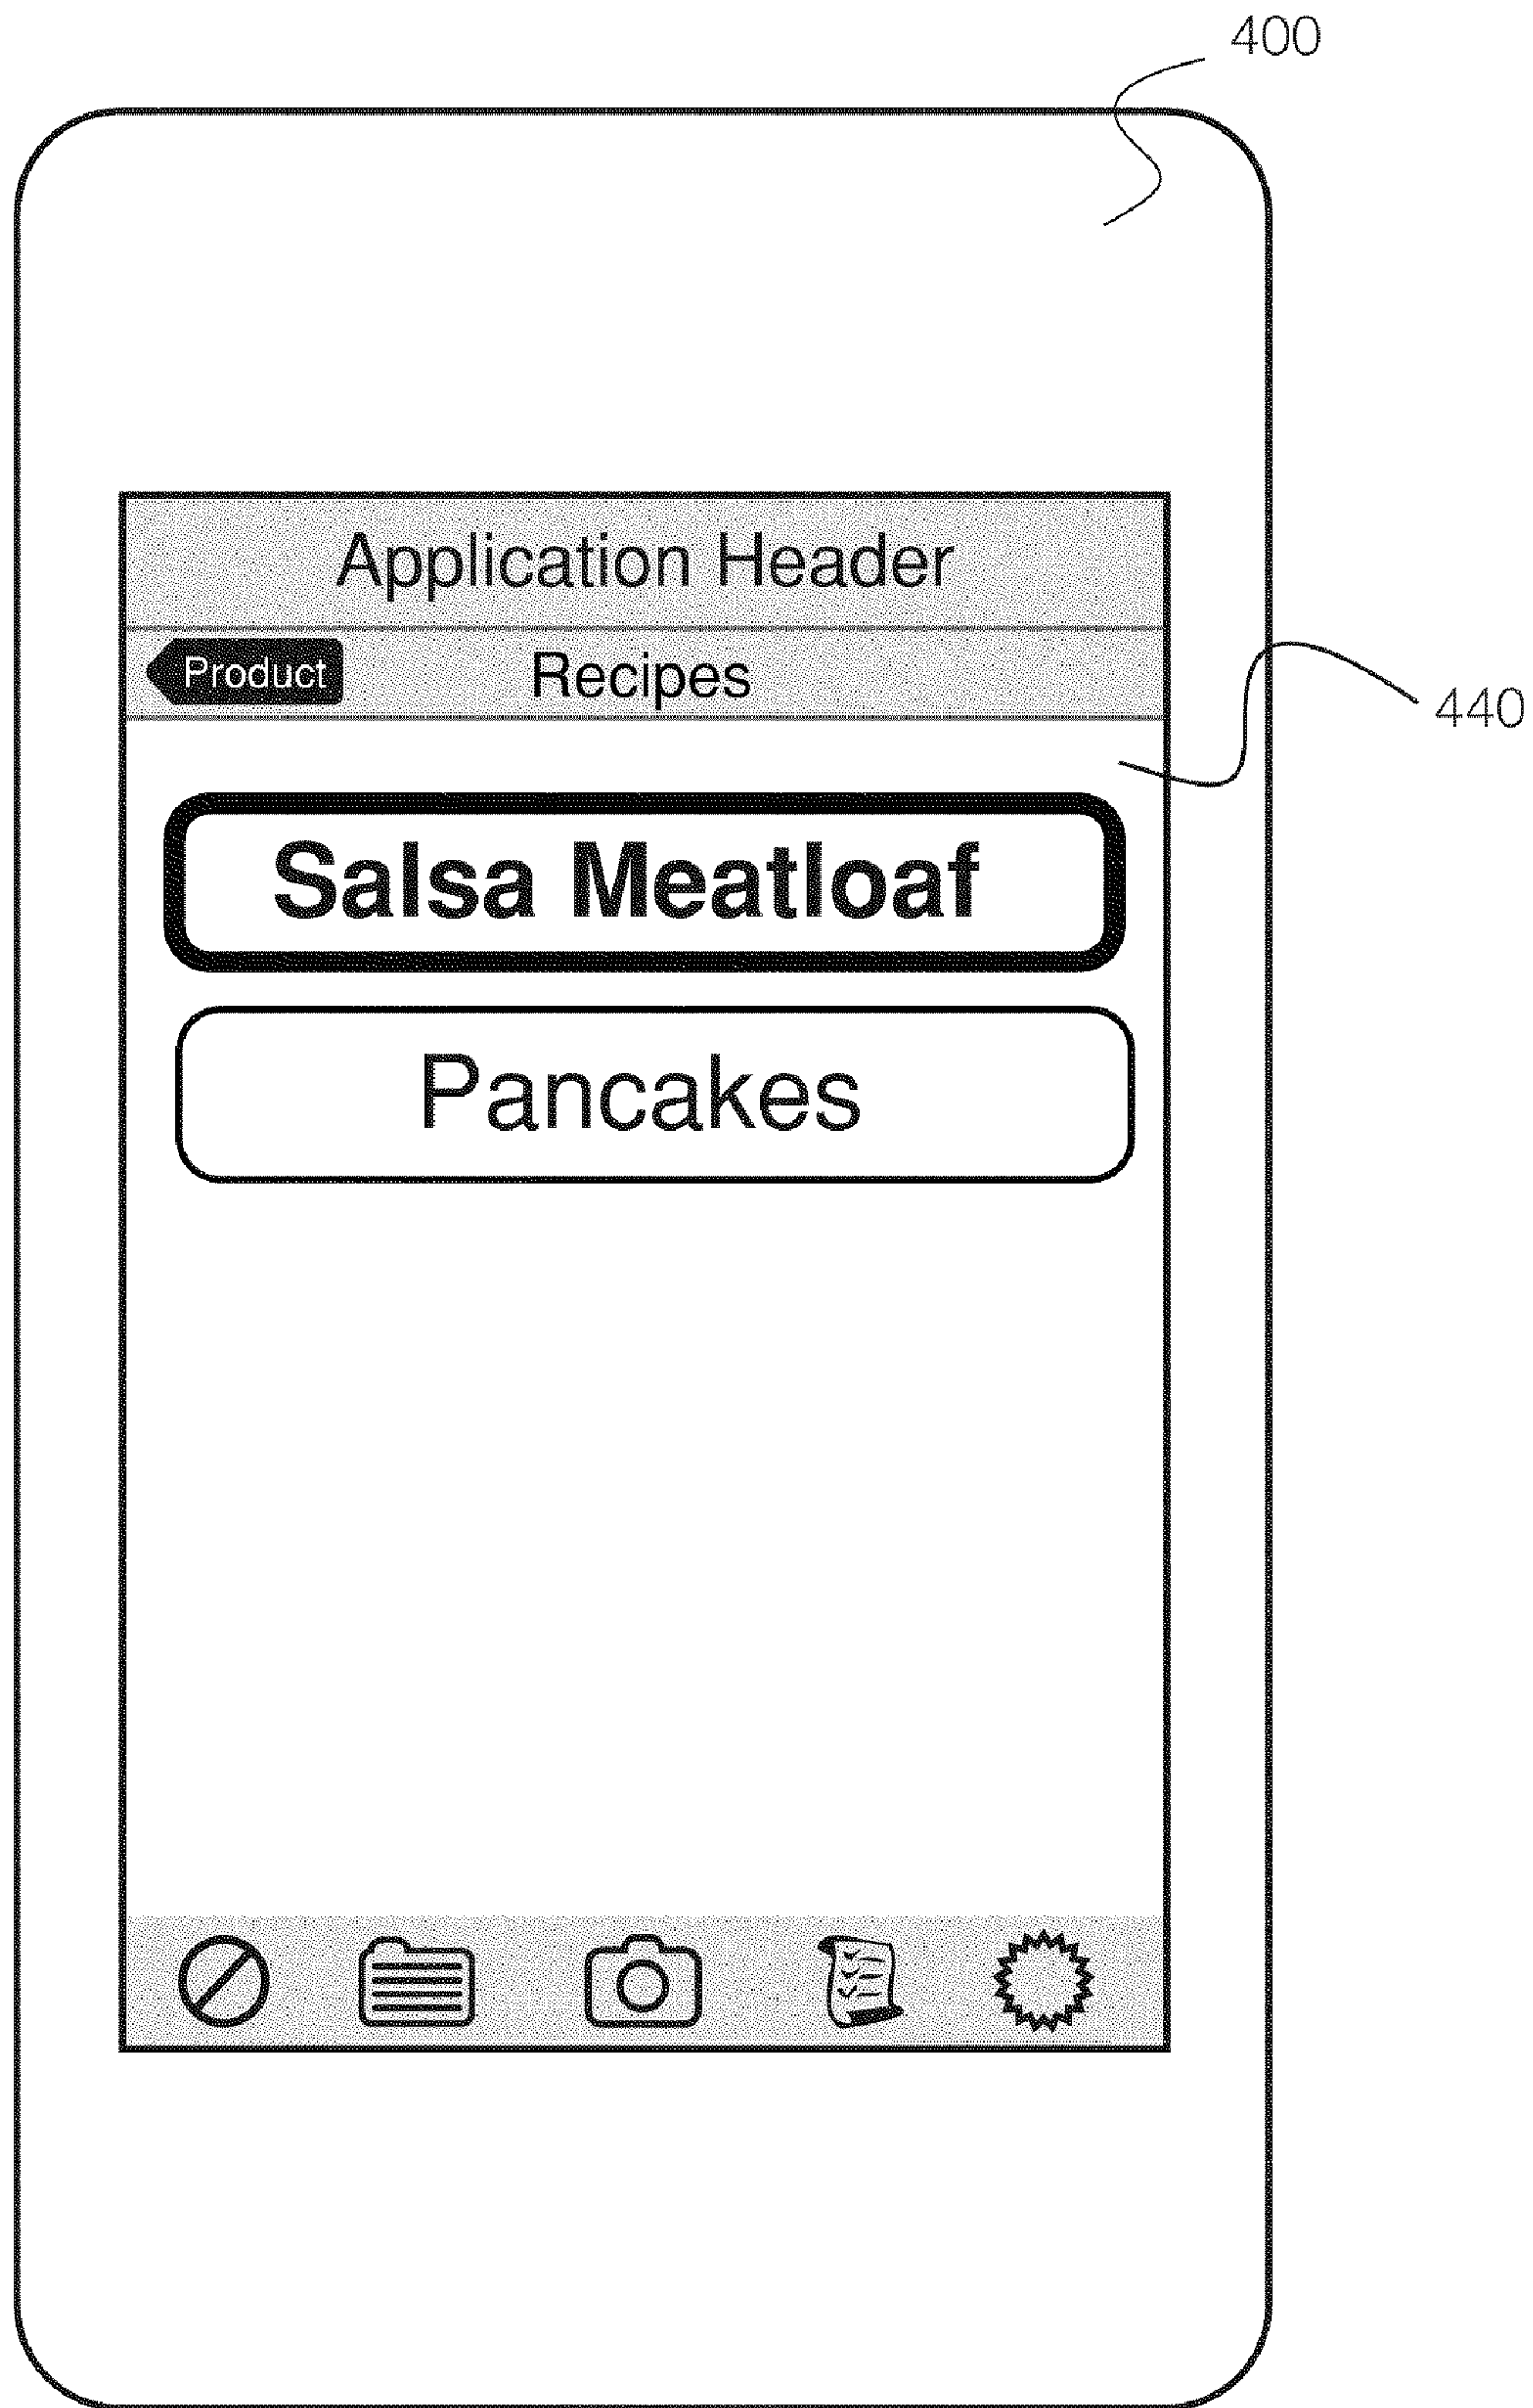 400
Application Header
Product Recipes
440
Salsa Meatloaf
Pancakes